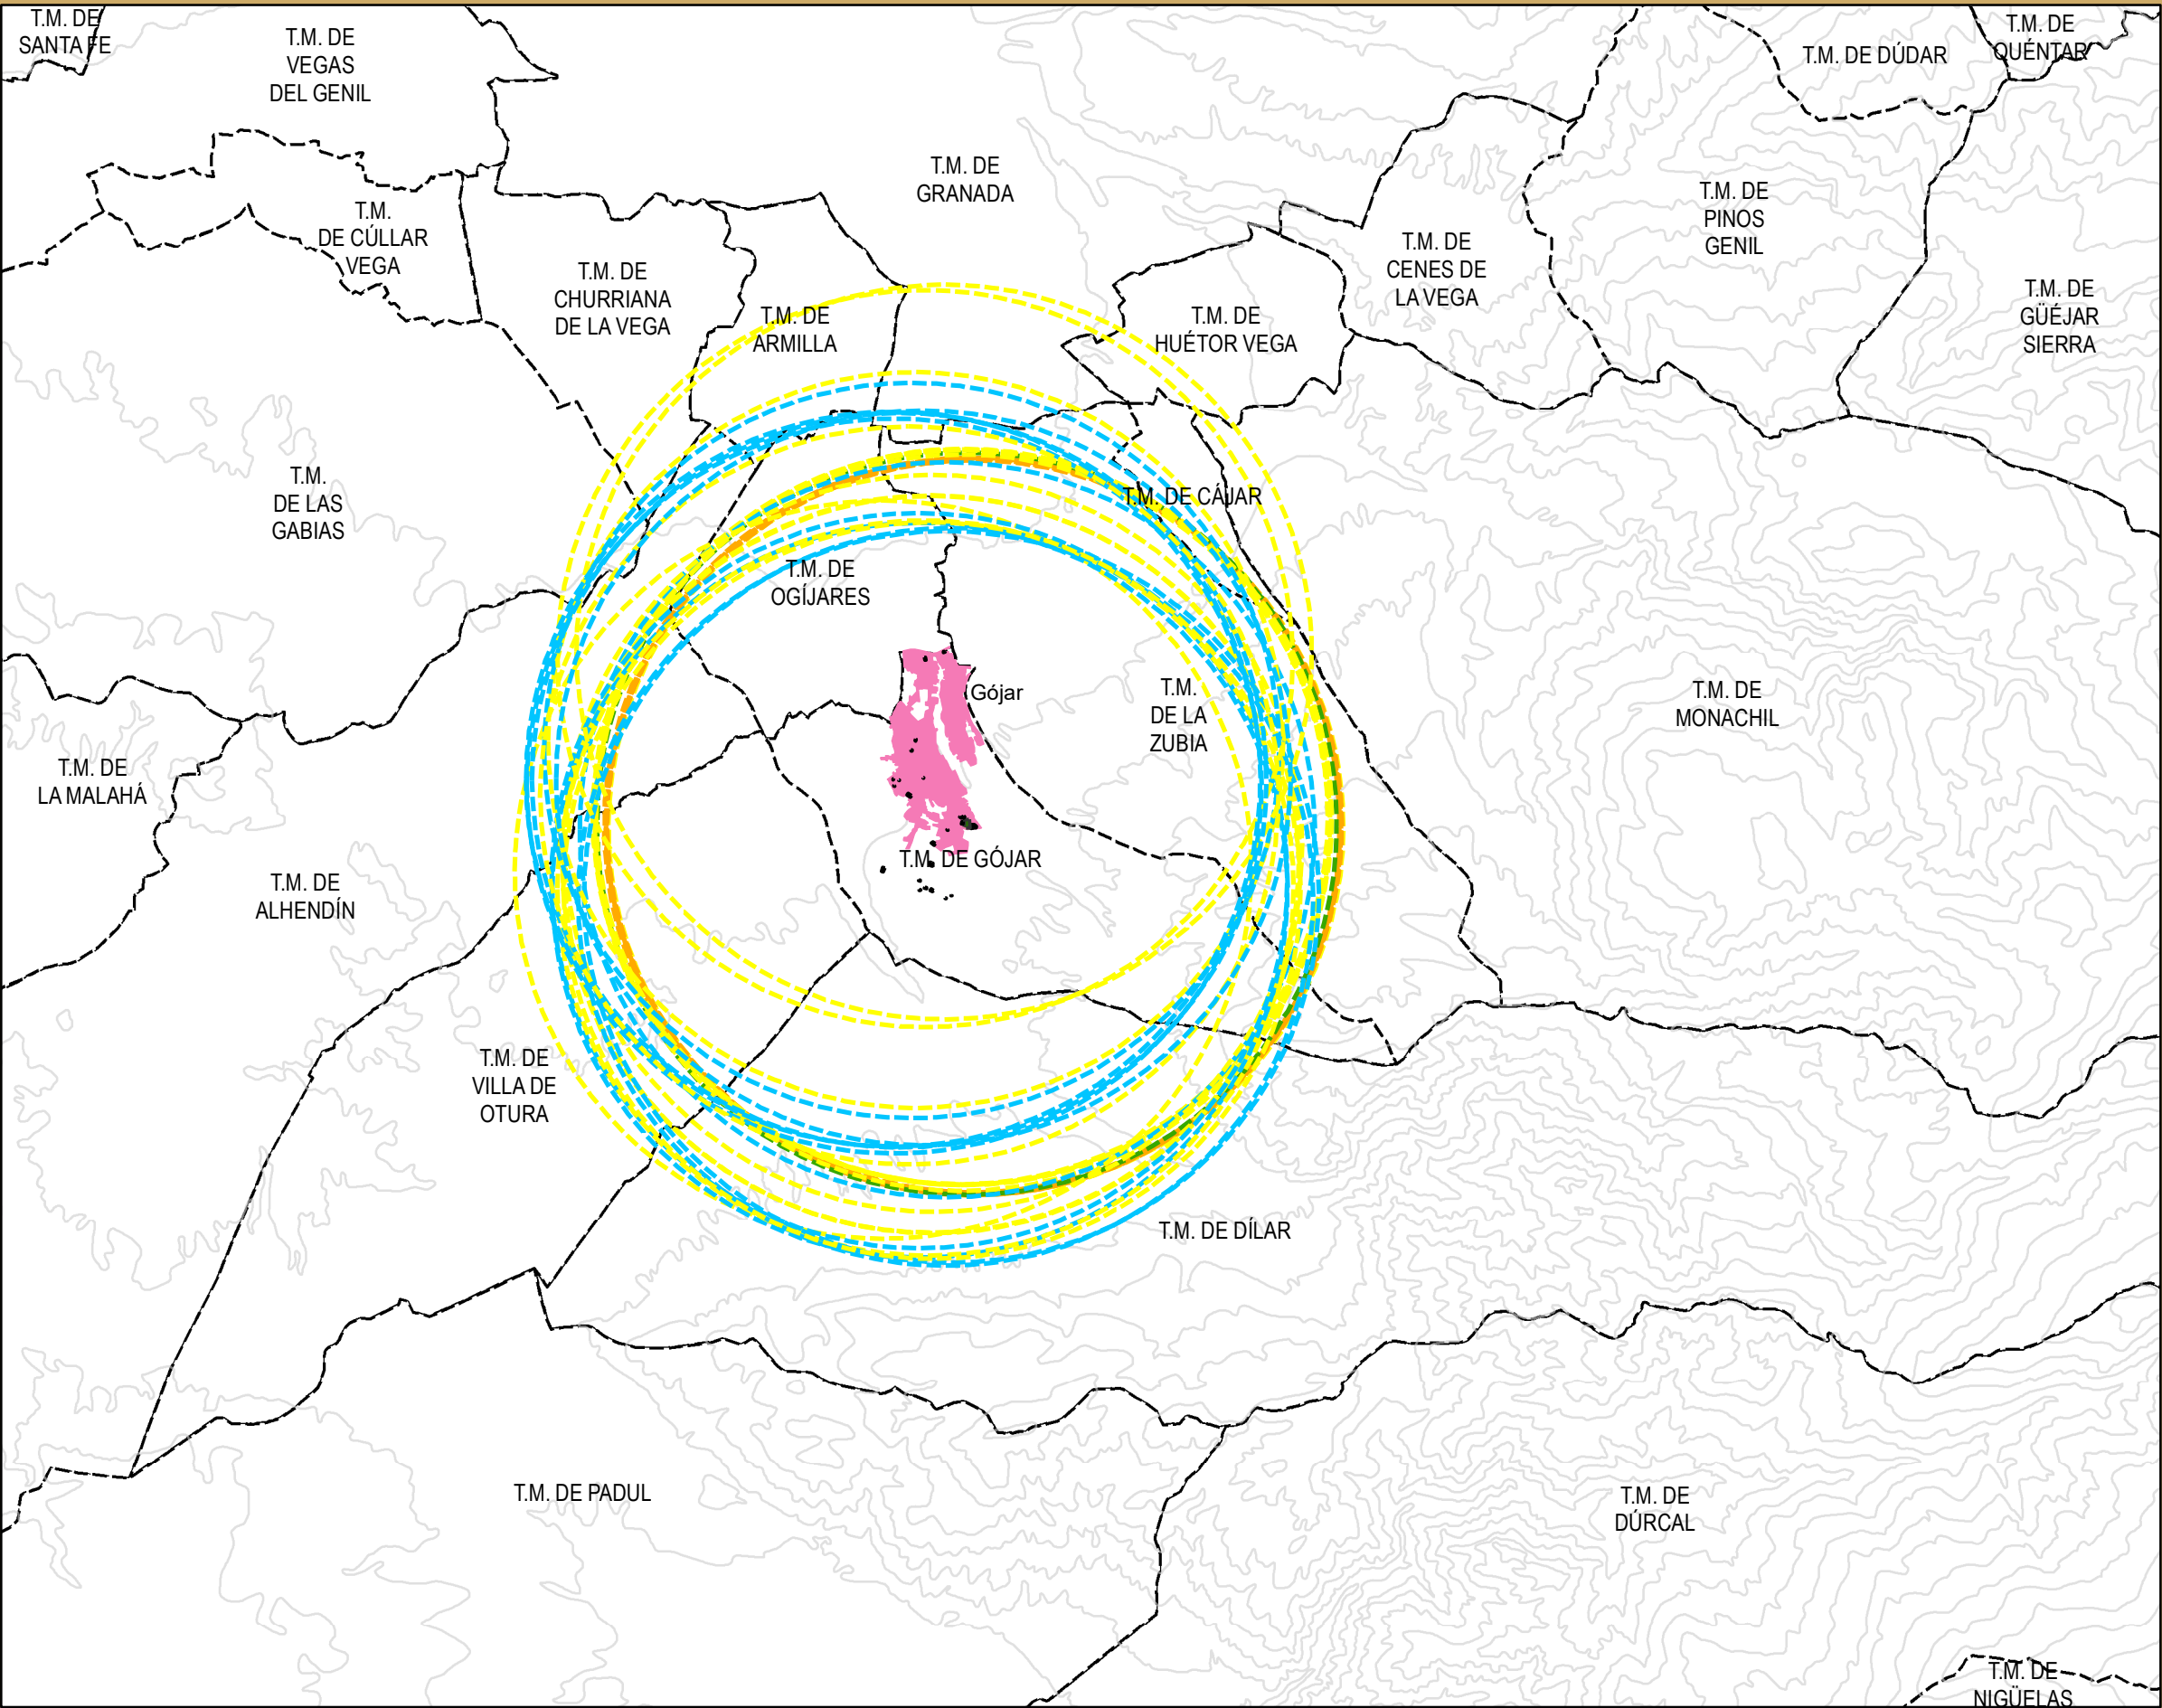 T.M. DE
SANTA FE
T.M. DE
VEGAS
DEL GENIL
T.M. DE DÚDAR
T.M. DE
QUÉNTAR
T.M. DE
GRANADA
T.M. DE
PINOS
GENIL
T.M.
DE CÚLLAR
VEGA
T.M. DE
CHURRIANA
DE LA VEGA
T.M. DE
CENES DE
LA VEGA
T.M. DE
ARMILLA
T.M. DE
HUÉTOR VEGA
T.M. DE
GÜÉJAR
SIERRA
T.M.
DE LAS
GABIAS
T.M. DE CÁJAR
T.M. DE
OGÍJARES
Gójar
T.M.
DE LA
ZUBIA
T.M. DE
MONACHIL
T.M. DE
LA MALAHÁ
T.M. DE GÓJAR
T.M. DE
ALHENDÍN
T.M. DE
VILLA DE
OTURA
T.M. DE DÍLAR
T.M. DE PADUL
T.M. DE
DÚRCAL
T.M. DE
NIGÜELAS